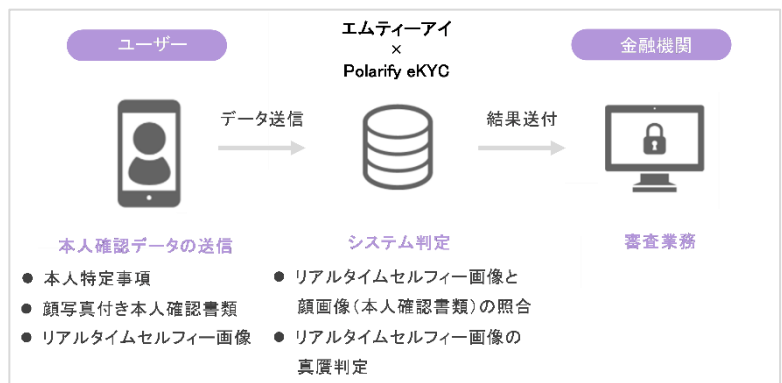 ユーザー
エムティーアイ
×
Polarify eKYC
金融機関
データ送信
結果送付
本人確認データの送信
● 本人特定事項
● 顔写真付き本人確認書類
● リアルタイムセルフィー画像
システム判定
● リアルタイムセルフィー画像と
顔画像(本人確認書類)の照合
● リアルタイムセルフィー画像の
真贋判定
審査業務